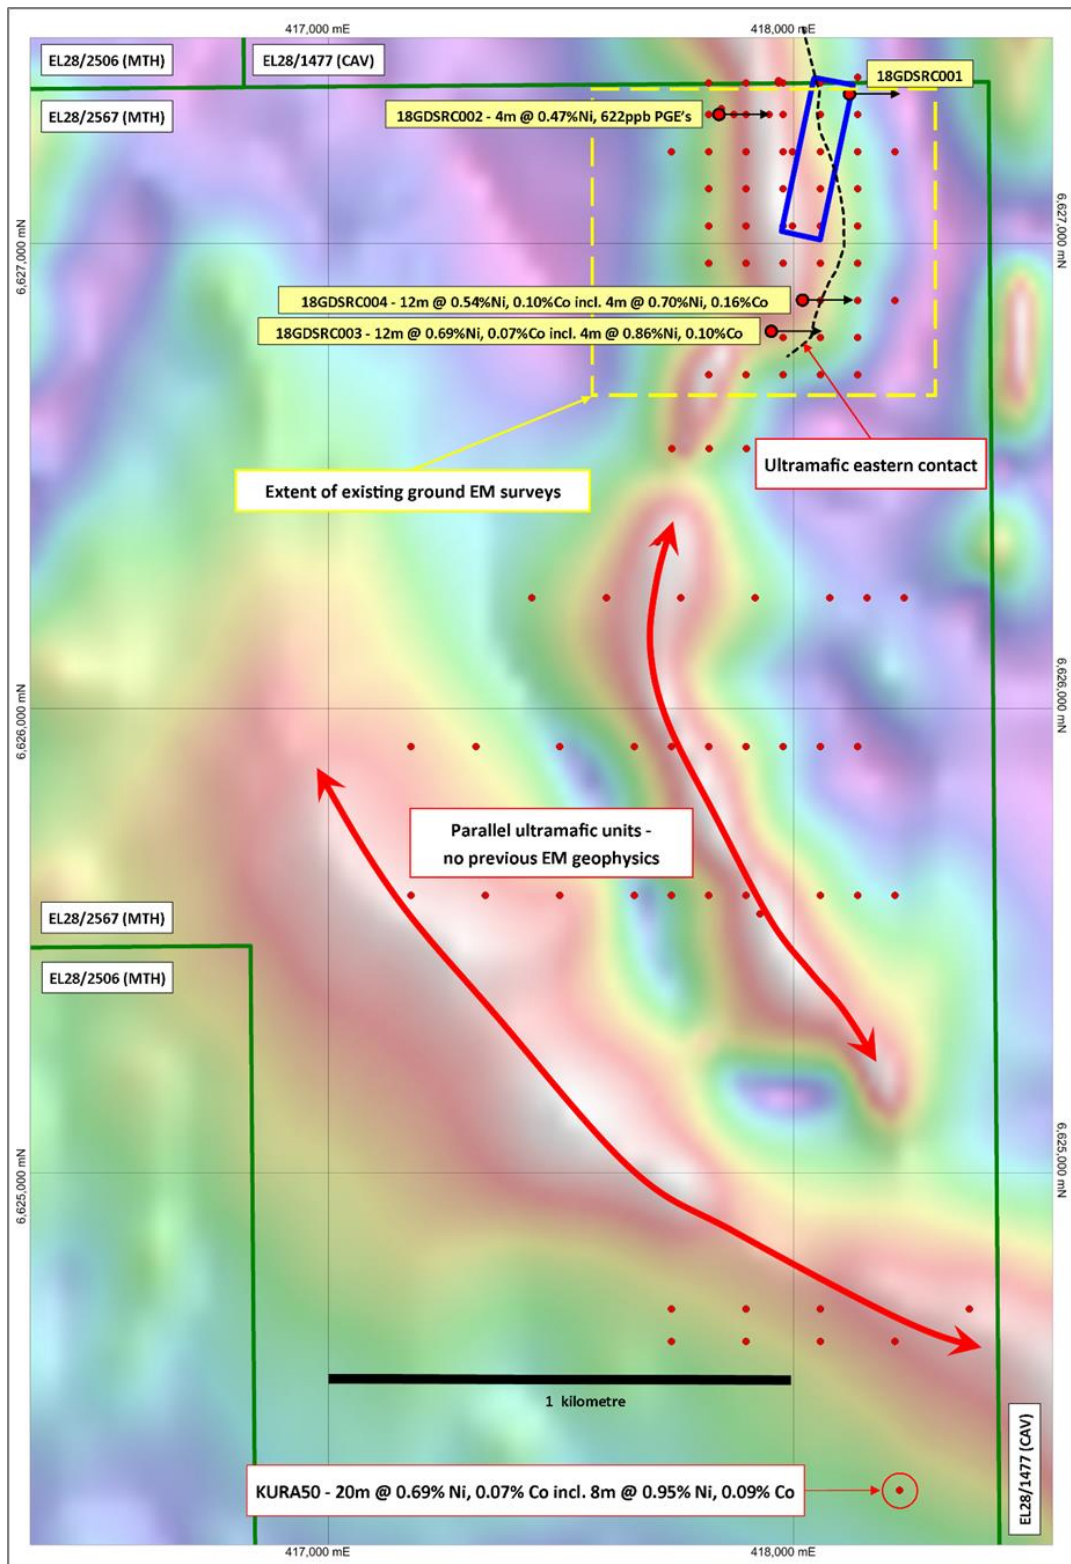 417,000 mE
418,000 mE
EL28/2506 (MTH)
EL28/1477 (CAV)
18GDSRC001
EL28/2567 (MTH)
18GDSRC002 - 4m @ 0.47%Ni, 622ppb PGE's
6,627,000 mN
6,627,000 mN
18GDSRC004 - 12m @ 0.54%Ni, 0.10%Co incl. 4m @ 0.70%Ni, 0.16%Co
18GDSRC003 - 12m @ 0.69%Ni, 0.07%Co incl. 4m @ 0.86%Ni, 0.10%Co
Ultramafic eastern contact
Extent of existing ground EM surveys
6,626,000 mN
6,626,000 mN
Parallel ultramafic units -
no previous EM geophysics
EL28/2567 (MTH)
EL28/2506 (MTH)
6,625,000 mN
6,625,000 mN
1 kilometre
EL28/1477 (CAV)
KURA50 - 20m @ 0.69% Ni, 0.07% Co incl. 8m @ 0.95% Ni, 0.09% Co
417,000 mE
418,000 mE